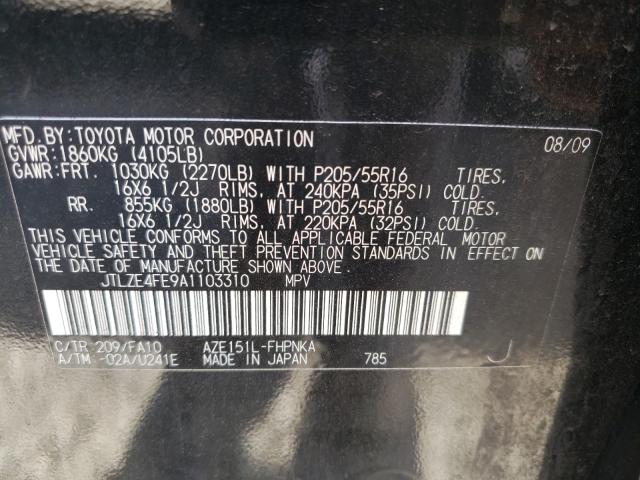 MFD.BY:TOYOTA MOTOR CORPORATION 08/09
GVWR:1860KG (4105LB)
GAWR:FRT. 1030KG (2270LB) WITH P205/55R16 TIRES,
16X6 1/2J RIMS, AT 240KPA (35PSI) COLD.
RR. 855KG (1880LB) WITH P205/55R16 TIRES,
16X6 1/2J RIMS, AT 220KPA (32PSI) COLD.
THIS VEHICLE CONFORMS TO ALL APPLICABLE FEDERAL MOTOR
VEHICLE SAFETY AND THEFT PREVENTION STANDARDS IN
EFFECT ON THE DATE OF MANUFACTURE SHOWN ABOVE.
JTLZE4FE9A1103310 MPV
C/TR 209/FA10 AZE151L-FHPNKA J
A/TM -02A/U241E MADE IN JAPAN 785